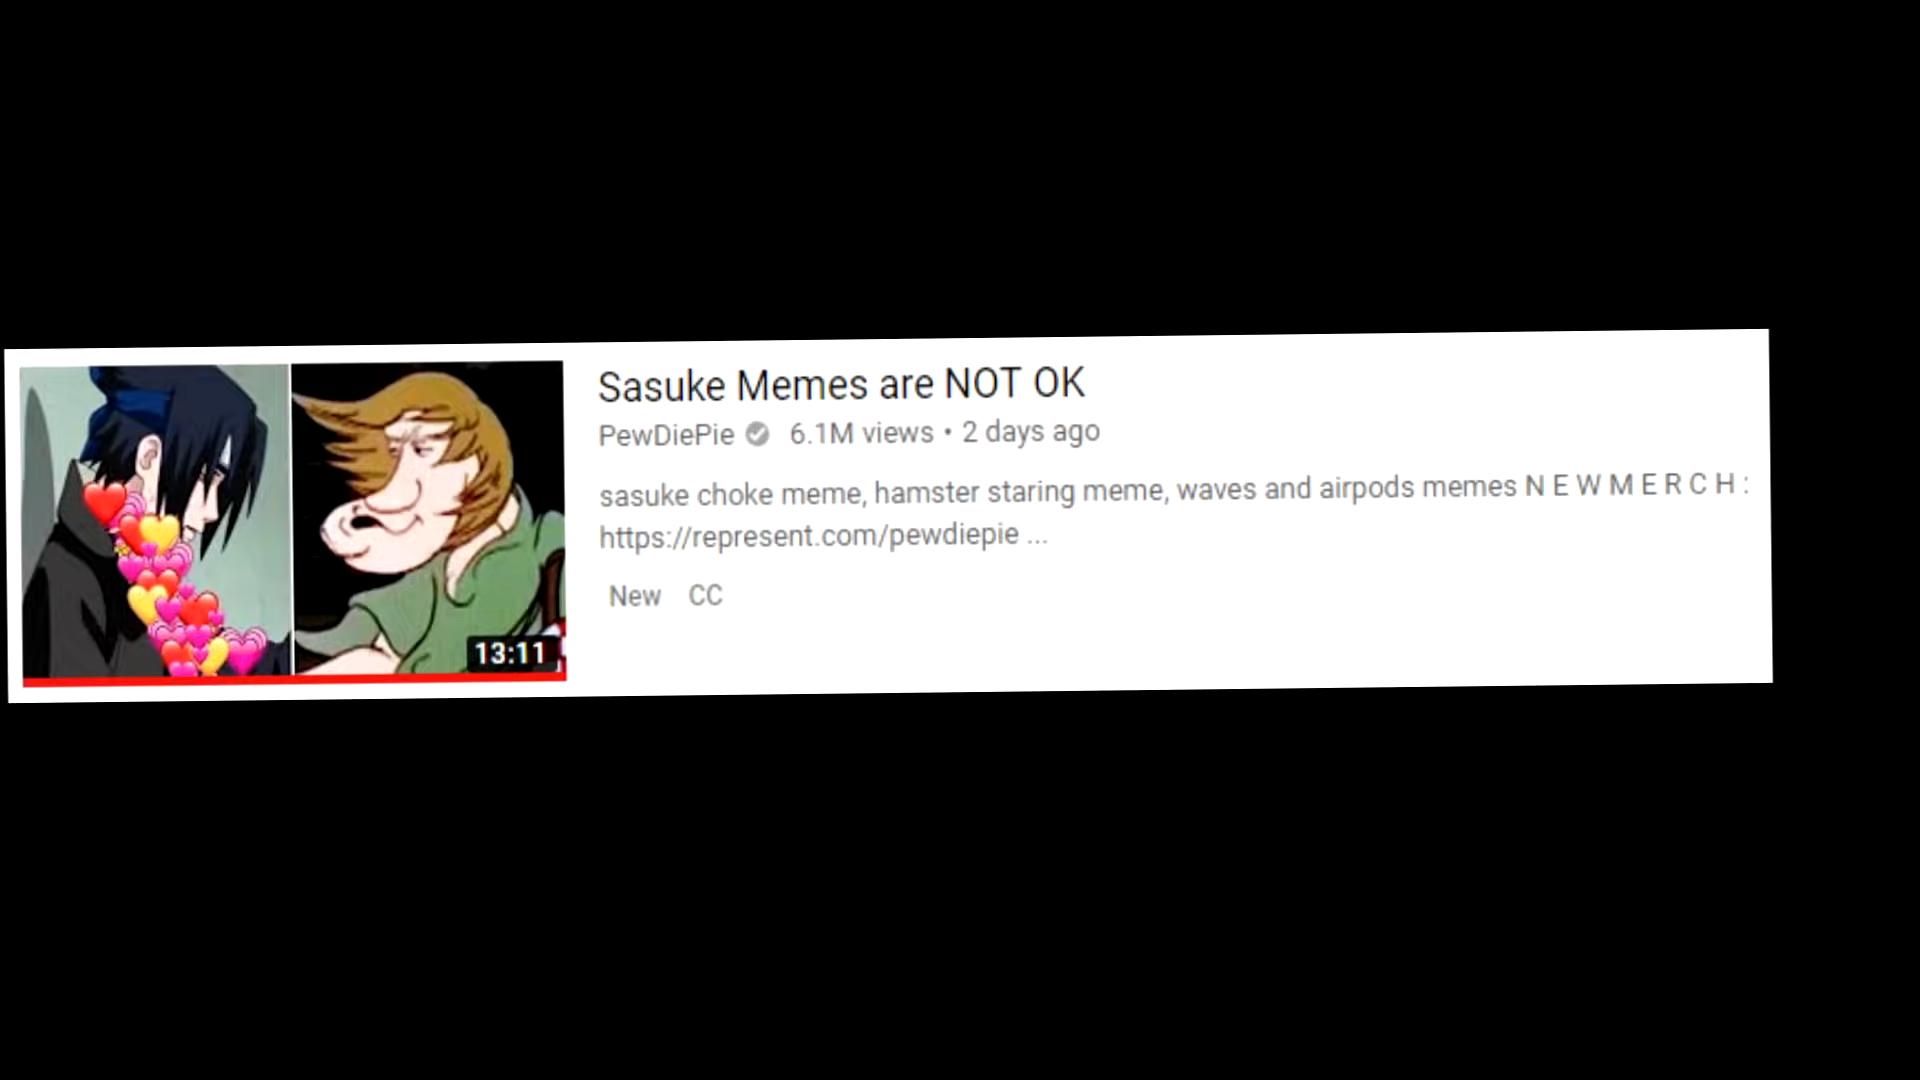 Sasuke Memes are NOT OK
PewDiePie 6.1M views • 2 days ago
sasuke choke meme, hamster staring meme, waves and airpods memes N E W M E R C H :
https://represent.com/pewdiepie ...
New CC
13:11